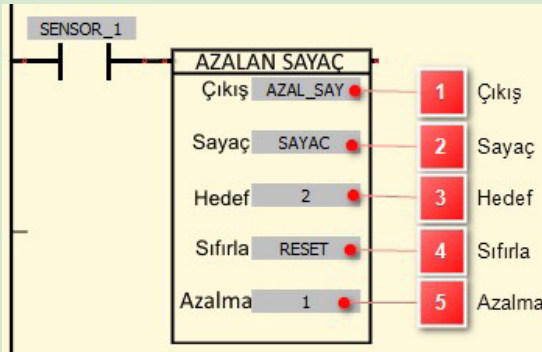 SENSOR_1
AZALAN SAYAÇ
Çıkış AZAL_SAY 1 Çıkış
Sayaç SAYAC 2 Sayaç
Hedef 2 3 Hedef
Sıfırla RESET 4 Sıfırla
Azalma 1 5 Azalma